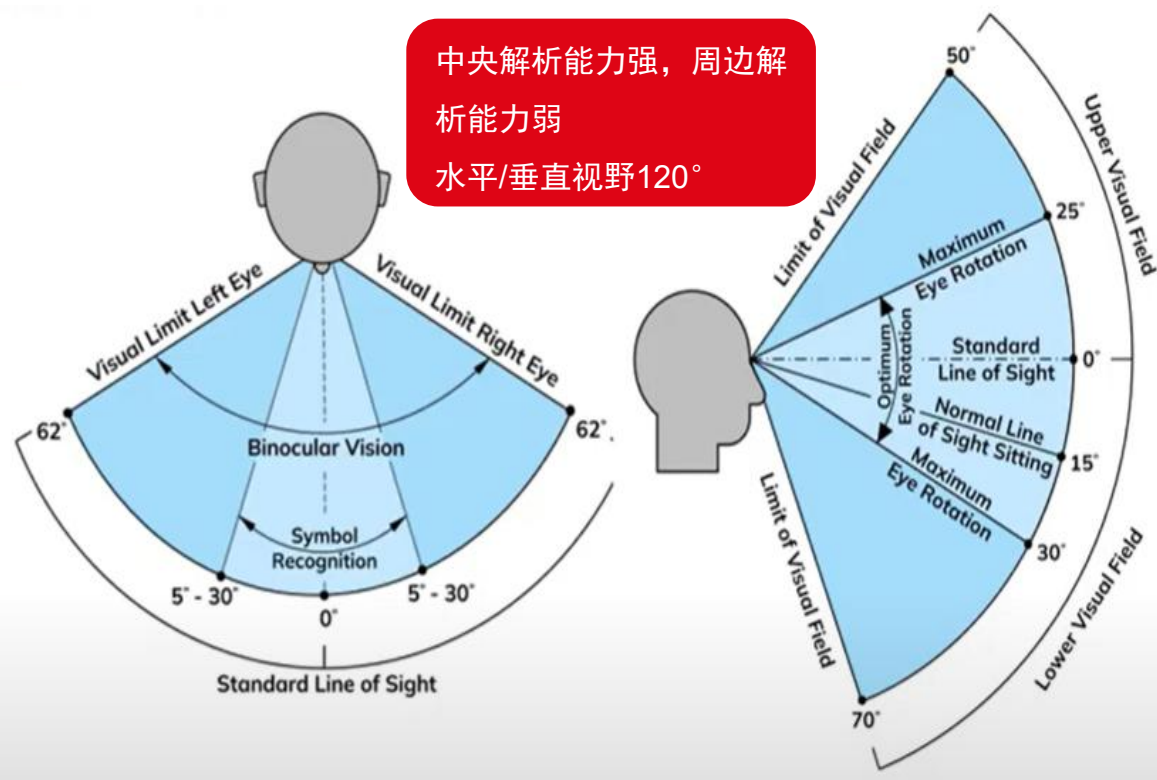 中央解析能力强，周边解
析能力弱
水平/垂直视野120°
Visual Limit Left Eye
Visual Limit Right Eye
62°
62°
Binocular Vision
Symbol
Recognition
5° - 30°
5° - 30°
0°
Standard Line of Sight
50°
Limit of Visual Field
Upper Visual Field
25°
Maximum
Eye Rotation
Optimum
Eye Rotation
Standard
Line of Sight
0°
Normal Line
of Sight Sitting
15°
Maximum
Eye Rotation
30°
Limit of Visual Field
Lower Visual Field
70°